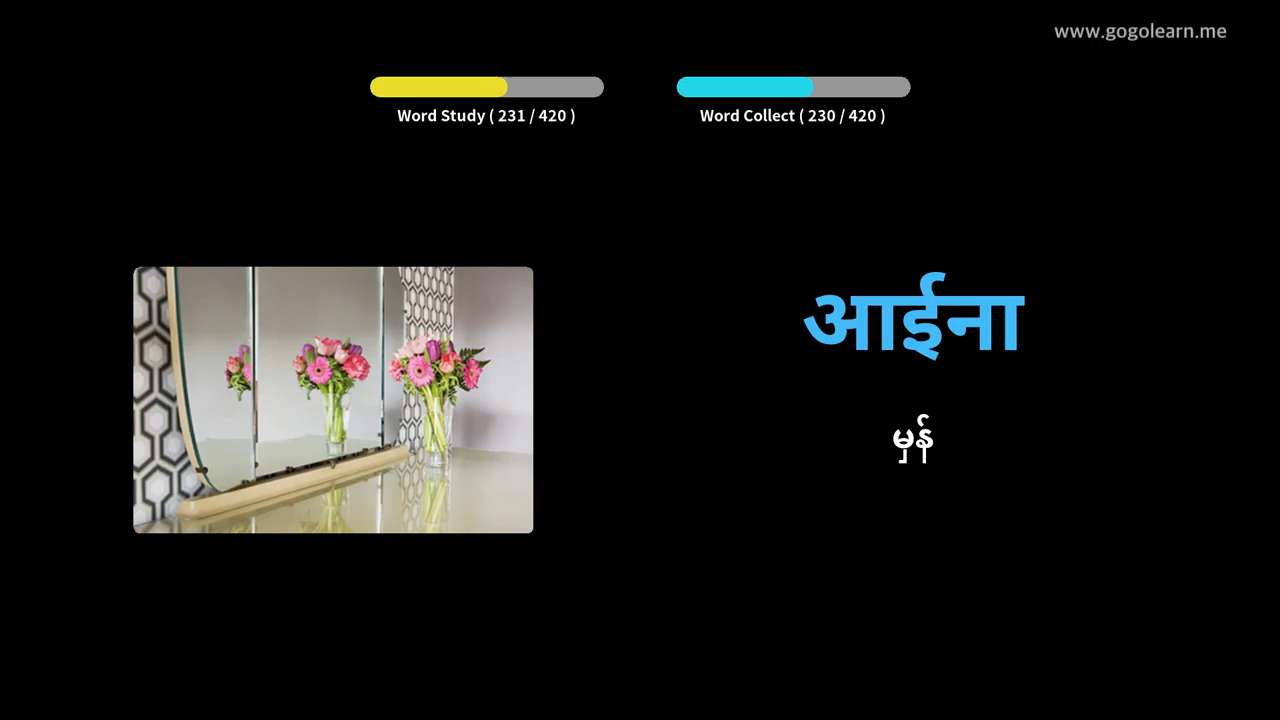 www.gogolearn.me
Word Study ( 231 / 420 )
Word Collect ( 230 / 420 )
आईना
မှန်